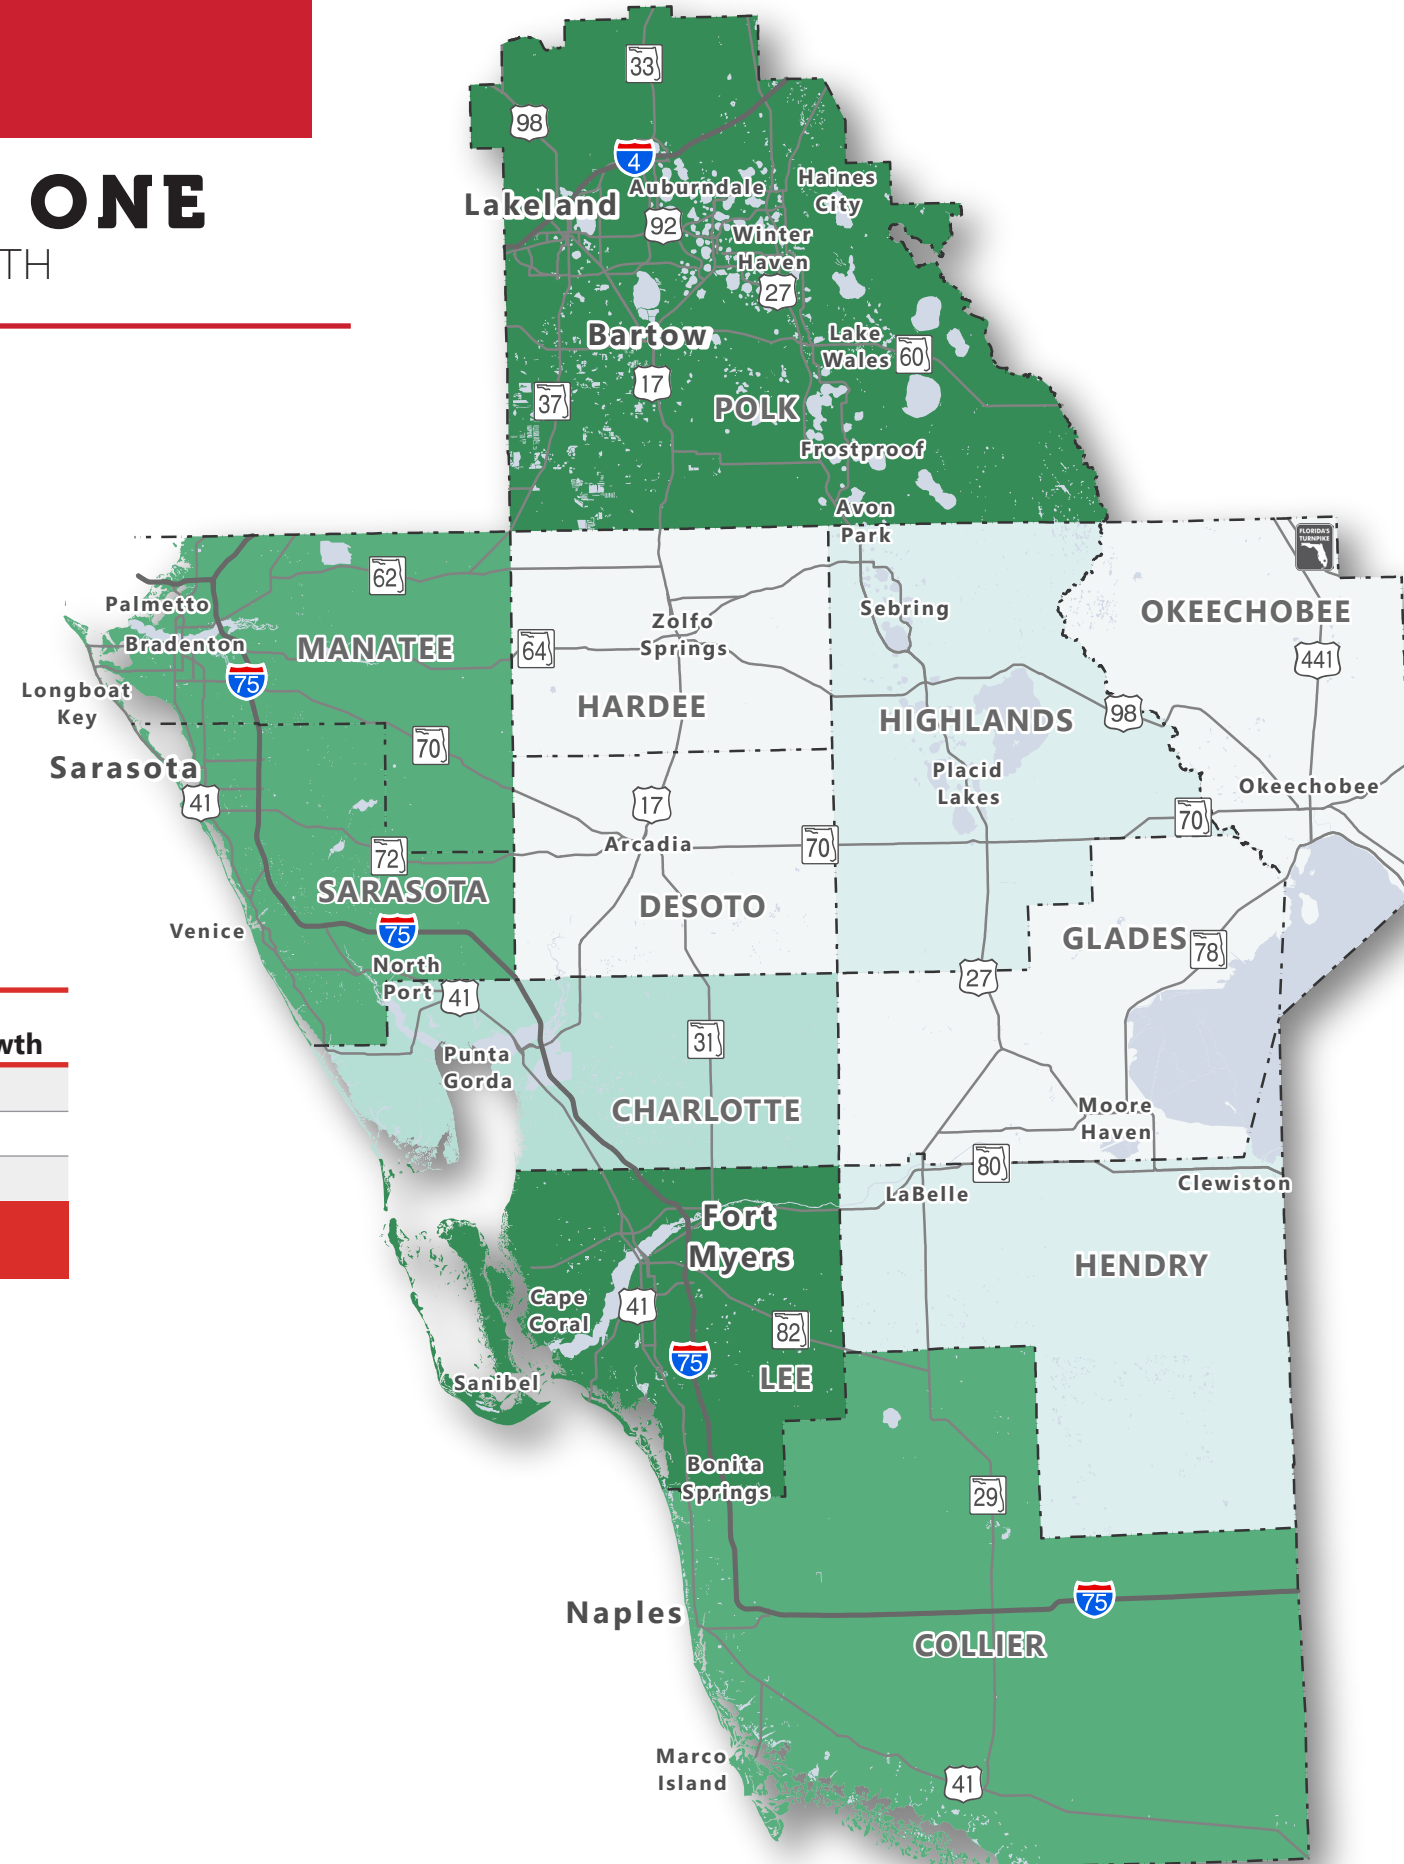 33
98
4
Auburndale
Haines
City
Lakeland
ONE
92
Winter
Haven
TH
27
Bartow
Lake
Wales
60
17
37
POLK
Frostproof
Avon
Park
FLORIDA'S
TURNPIKE
62
Palmetto
Sebring
OKEECHOBEE
Zolfo
Springs
Bradenton
MANATEE
64
441
75
Longboat
Key
HARDEE
HIGHLANDS
98
70
Sarasota
Placid
Lakes
Okeechobee
41
17
70
Arcadia
70
72
SARASOTA
DESOTO
Venice
75
GLADES
78
North
Port
41
27
31
wth
Punta
Gorda
CHARLOTTE
Moore
Haven
80
LaBelle
Clewiston
Fort
Myers
HENDRY
Cape
Coral
41
82
75
LEE
Sanibel
Bonita
Springs
29
75
Naples
COLLIER
Marco
Island
41